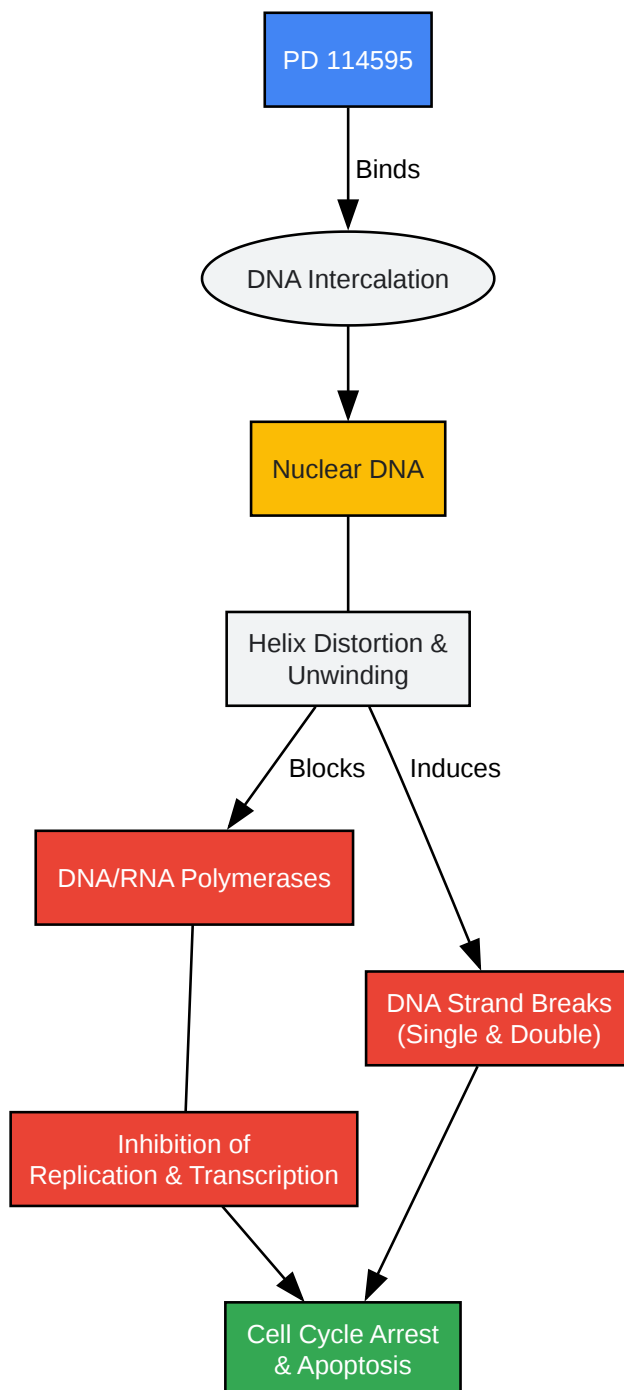 PD 114595
Binds
DNA Intercalation
Nuclear DNA
Helix Distortion &
Unwinding
Blocks
Induces
DNA/RNA Polymerases
DNA Strand Breaks
(Single & Double)
Inhibition of
Replication & Transcription
Cell Cycle Arrest
& Apoptosis